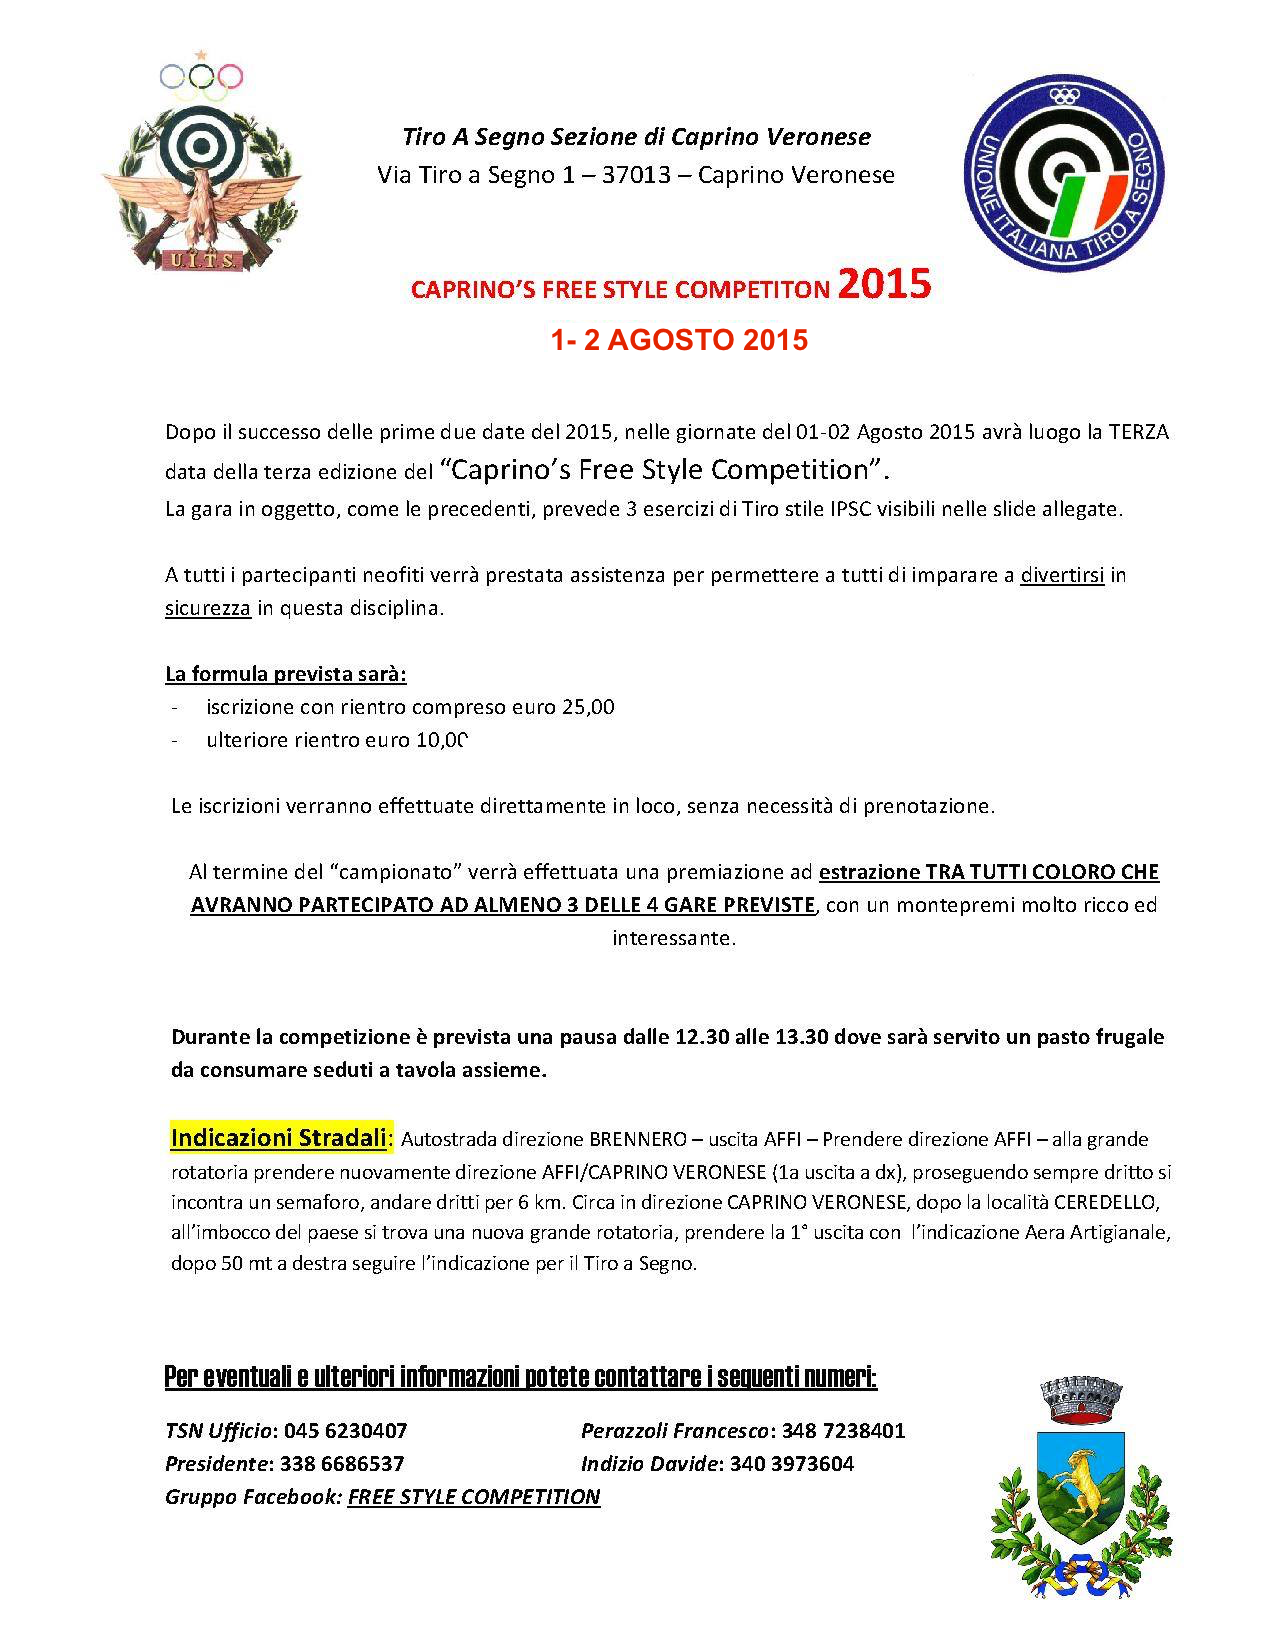 U.I.T.S.
UNIONE ITALIANA TIRO A SEGNO
Tiro A Segno Sezione di Caprino Veronese
Via Tiro a Segno 1 – 37013 – Caprino Veronese
CAPRINO’S FREE STYLE COMPETITON 2015
1- 2 AGOSTO 2015
Dopo il successo delle prime due date del 2015, nelle giornate del 01-02 Agosto 2015 avrà luogo la TERZA
data della terza edizione del “Caprino’s Free Style Competition”.
La gara in oggetto, come le precedenti, prevede 3 esercizi di Tiro stile IPSC visibili nelle slide allegate.
A tutti i partecipanti neofiti verrà prestata assistenza per permettere a tutti di imparare a divertirsi in
sicurezza in questa disciplina.
La formula prevista sarà:
- iscrizione con rientro compreso euro 25,00
- ulteriore rientro euro 10,00
Le iscrizioni verranno effettuate direttamente in loco, senza necessità di prenotazione.
Al termine del “campionato” verrà effettuata una premiazione ad estrazione TRA TUTTI COLORO CHE
AVRANNO PARTECIPATO AD ALMENO 3 DELLE 4 GARE PREVISTE, con un montepremi molto ricco ed
interessante.
Durante la competizione è prevista una pausa dalle 12.30 alle 13.30 dove sarà servito un pasto frugale
da consumare seduti a tavola assieme.
Indicazioni Stradali: Autostrada direzione BRENNERO – uscita AFFI – Prendere direzione AFFI – alla grande
rotatoria prendere nuovamente direzione AFFI/CAPRINO VERONESE (1a uscita a dx), proseguendo sempre dritto si
incontra un semaforo, andare dritti per 6 km. Circa in direzione CAPRINO VERONESE, dopo la località CEREDELLO,
all’imbocco del paese si trova una nuova grande rotatoria, prendere la 1° uscita con l’indicazione Aera Artigianale,
dopo 50 mt a destra seguire l’indicazione per il Tiro a Segno.
Per eventuali e ulteriori informazioni potete contattare i seguenti numeri:
TSN Ufficio: 045 6230407 Perazzoli Francesco: 348 7238401
Presidente: 338 6686537 Indizio Davide: 340 3973604
Gruppo Facebook: FREE STYLE COMPETITION